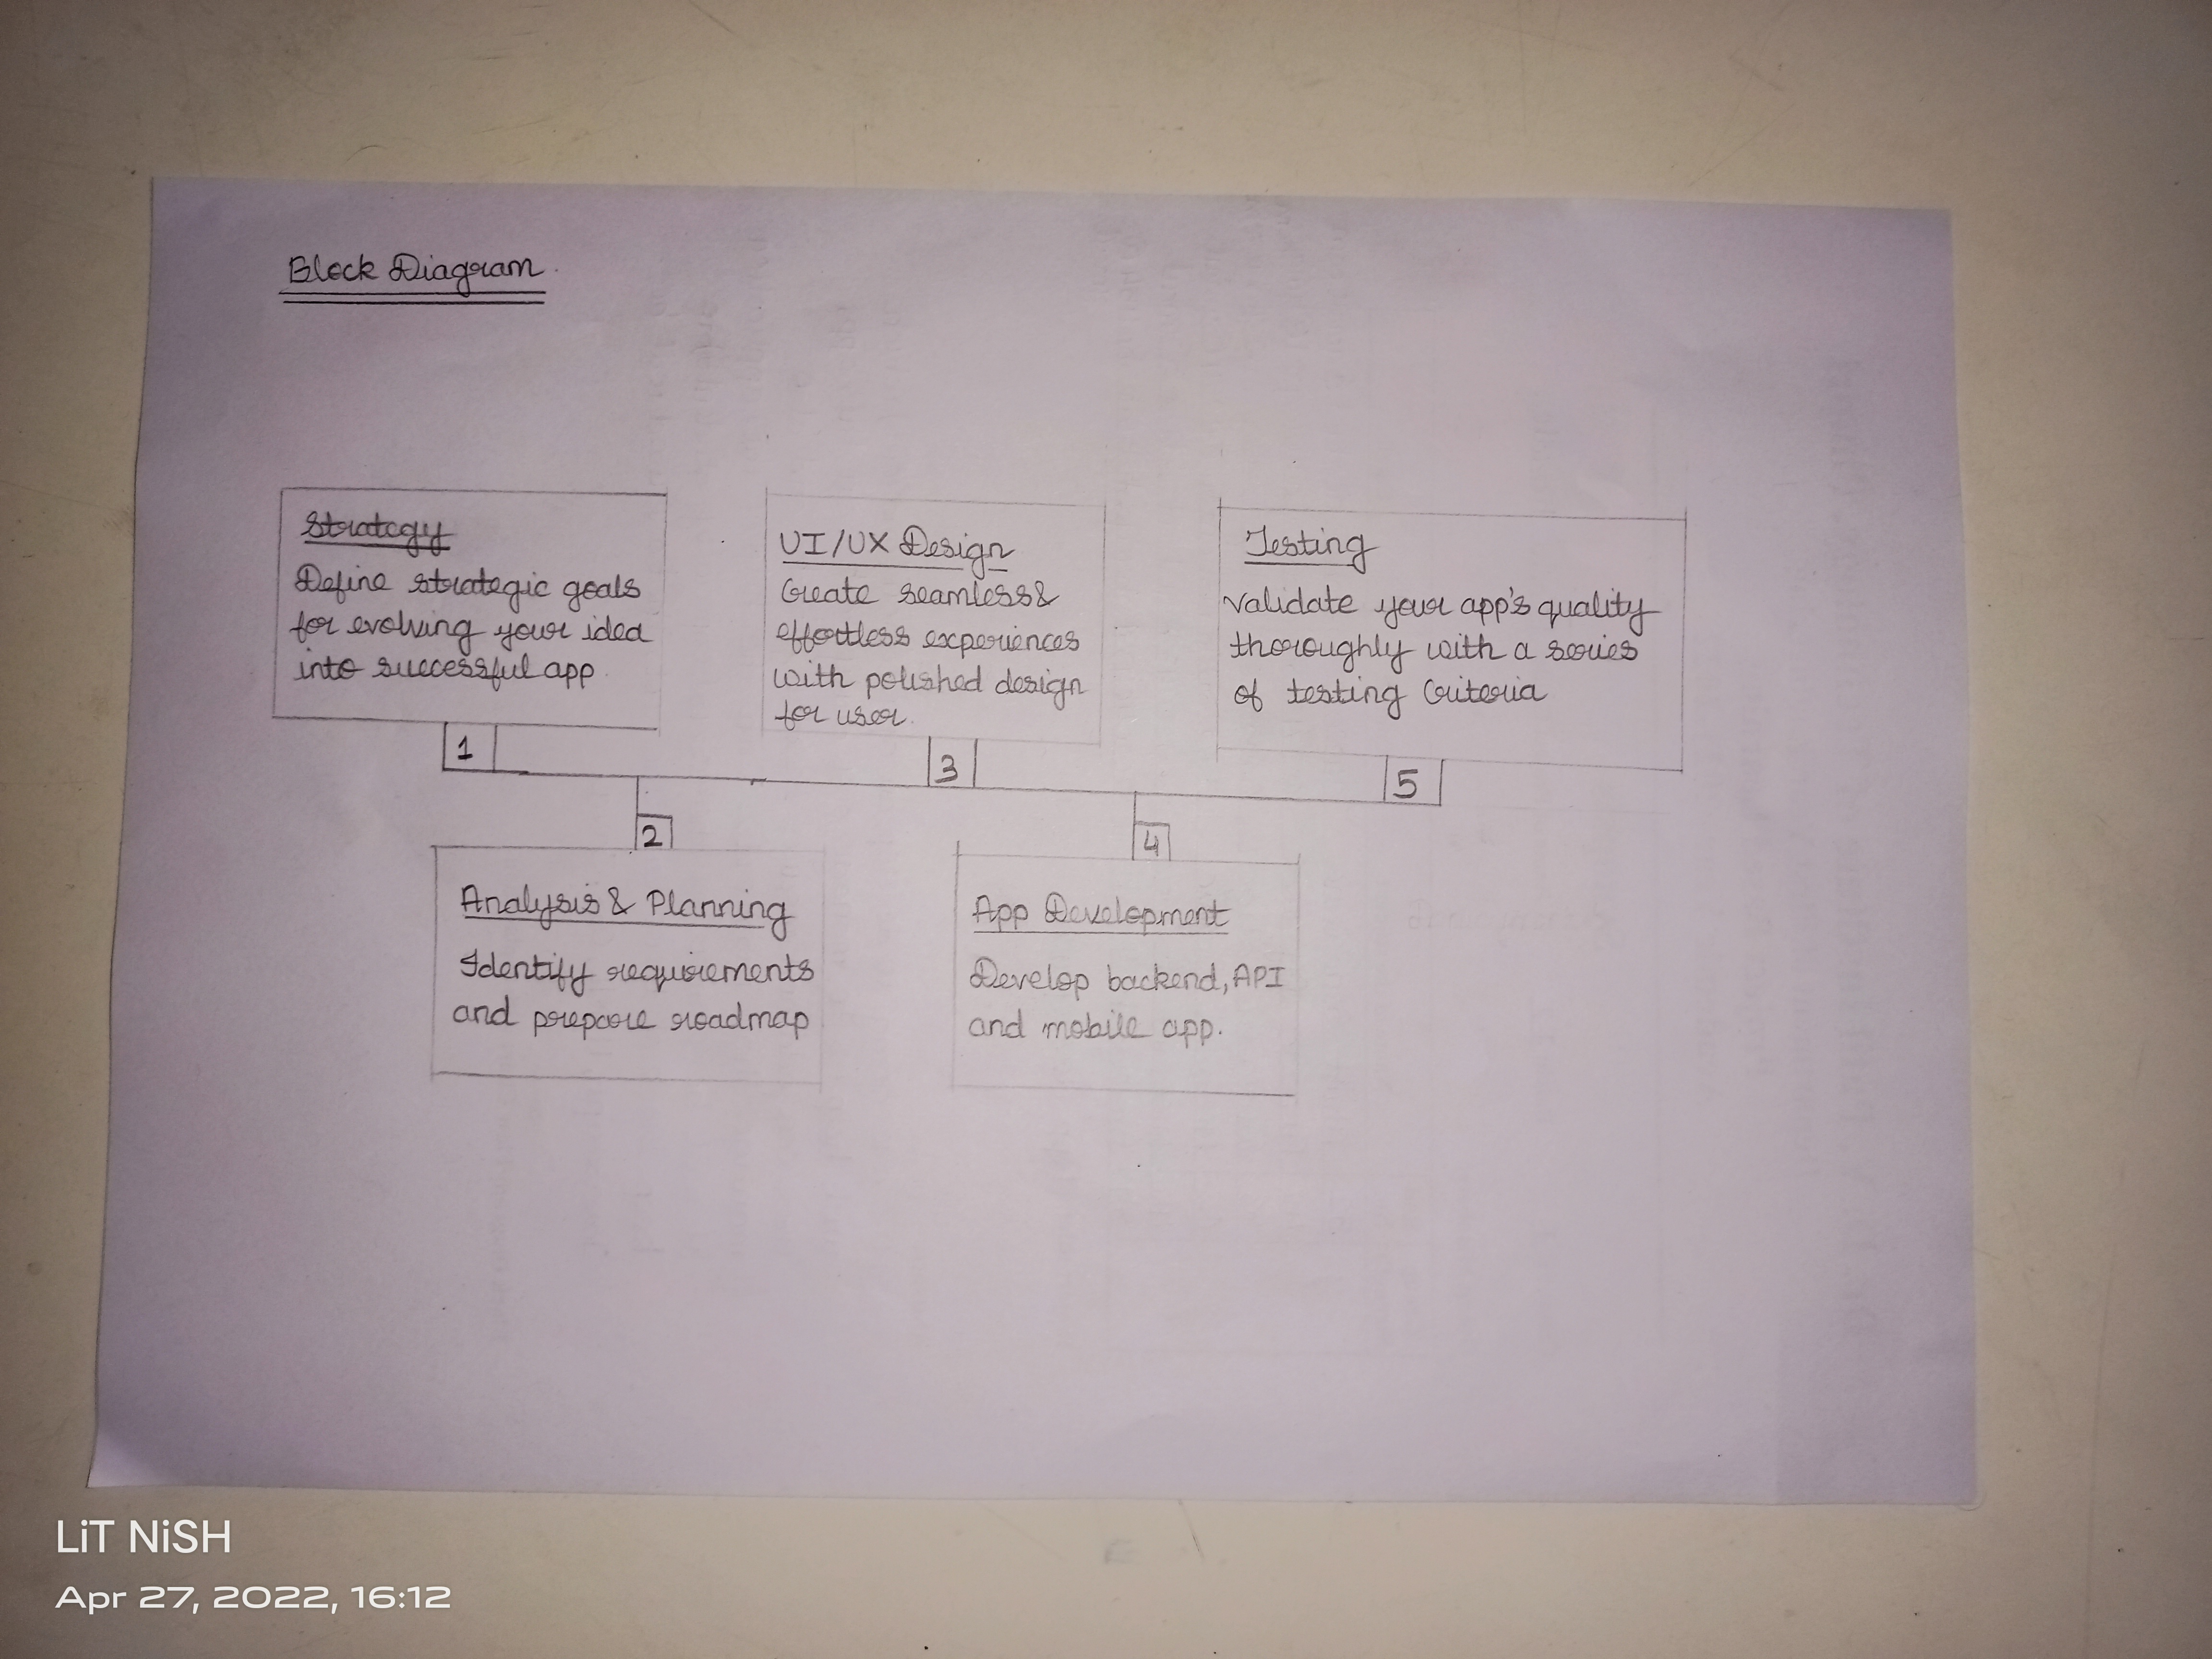 Block Diagram.
Strategy
Define strategic goals
for evolving your idea
into successful app.
1
UI/UX Design
Create seamless &
effortless experiences
with polished design
for user.
3
Testing
Validate your app's quality
thoroughly with a series
of testing Criteria
5
2
Analysis & Planning
Identify requirements
and prepare roadmap
4
App Development
Develop backend, API
and mobile app.
LiT NiSH
Apr 27, 2022, 16:12